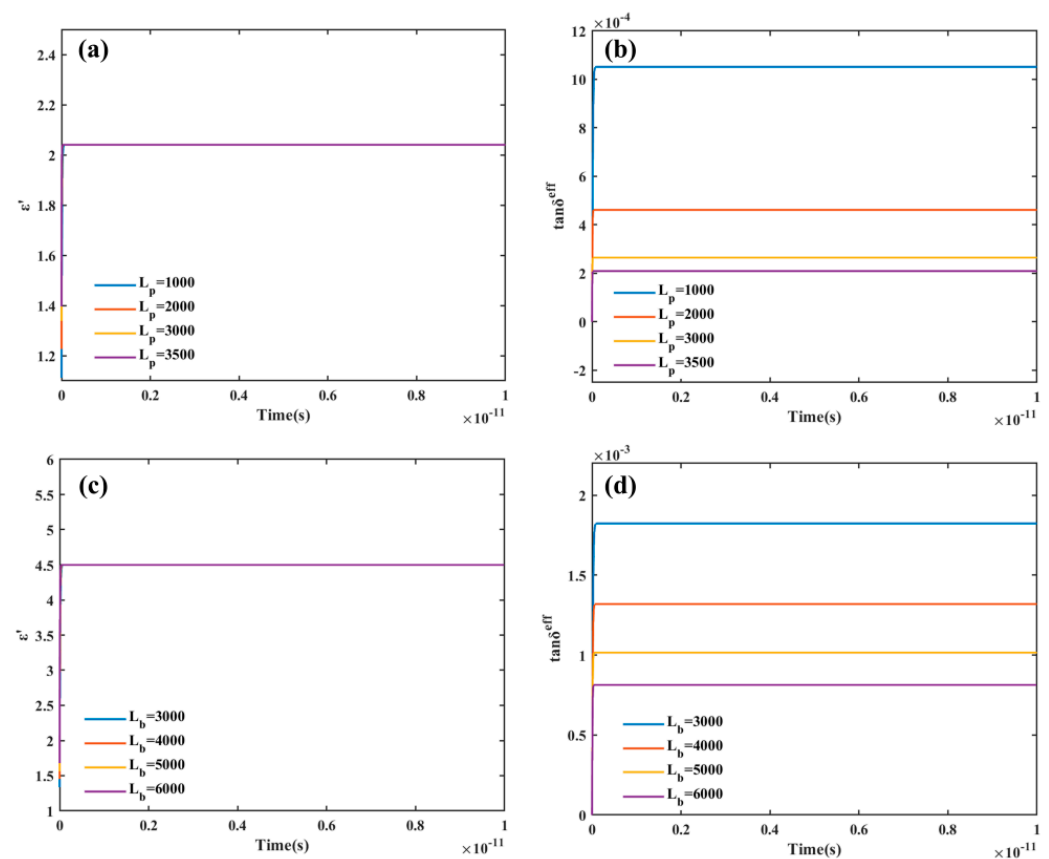 (a)
2.4
2.2
2
1.8
1.6
1.4
1.2
ε'
L_p=1000
L_p=2000
L_p=3000
L_p=3500
0 0.2 0.4 0.6 0.8 1
Time(s)
×10^-11
(b)
×10^-4
12
10
8
6
4
2
0
-2
tanδ^eff
L_p=1000
L_p=2000
L_p=3000
L_p=3500
0 0.2 0.4 0.6 0.8 1
Time(s)
×10^-11
(c)
6
5.5
5
4.5
4
3.5
3
2.5
2
1.5
1
ε'
L_b=3000
L_b=4000
L_b=5000
L_b=6000
0 0.2 0.4 0.6 0.8 1
Time(s)
×10^-11
(d)
×10^-3
2
1.5
1
0.5
0
tanδ^eff
L_b=3000
L_b=4000
L_b=5000
L_b=6000
0 0.2 0.4 0.6 0.8 1
Time(s)
×10^-11